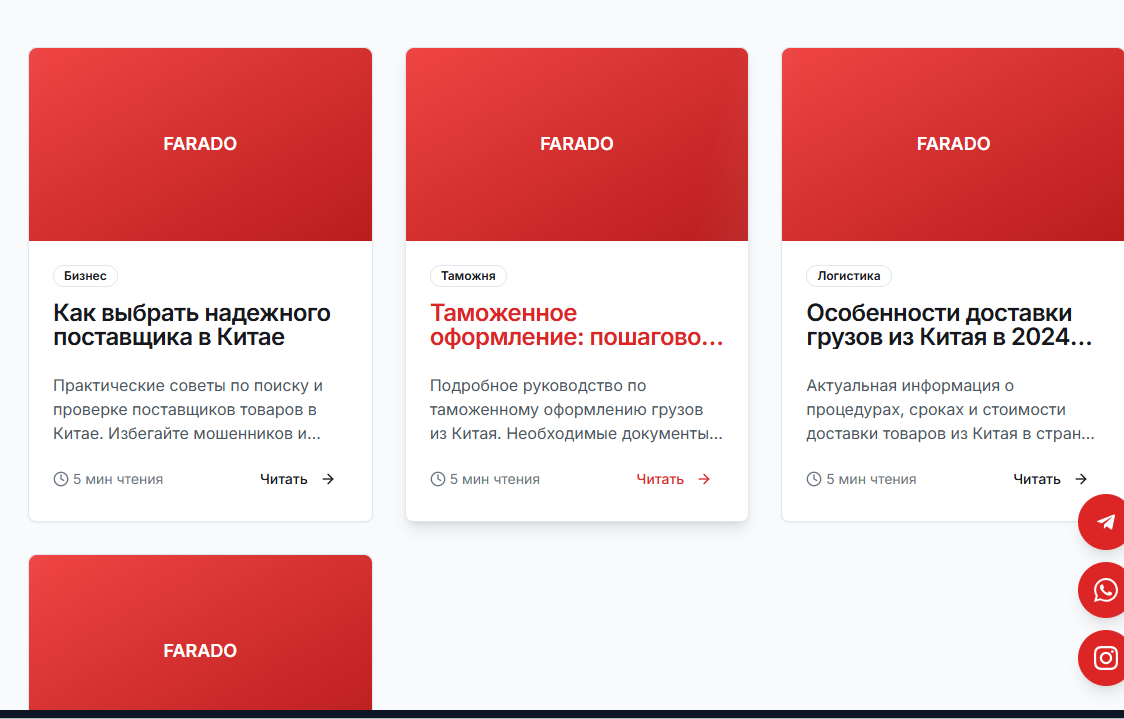 FARADO
Бизнес
Как выбрать надежного
поставщика в Китае
Практические советы по поиску и
проверке поставщиков товаров в
Китае. Избегайте мошенников и...
5 мин чтения
Читать
FARADO
Таможня
Таможенное
оформление: пошагово...
Подробное руководство по
таможенному оформлению грузов
из Китая. Необходимые документы...
5 мин чтения
Читать
FARADO
Логистика
Особенности доставки
грузов из Китая в 2024...
Актуальная информация о
процедурах, сроках и стоимости
доставки товаров из Китая в стран...
5 мин чтения
Читать
FARADO